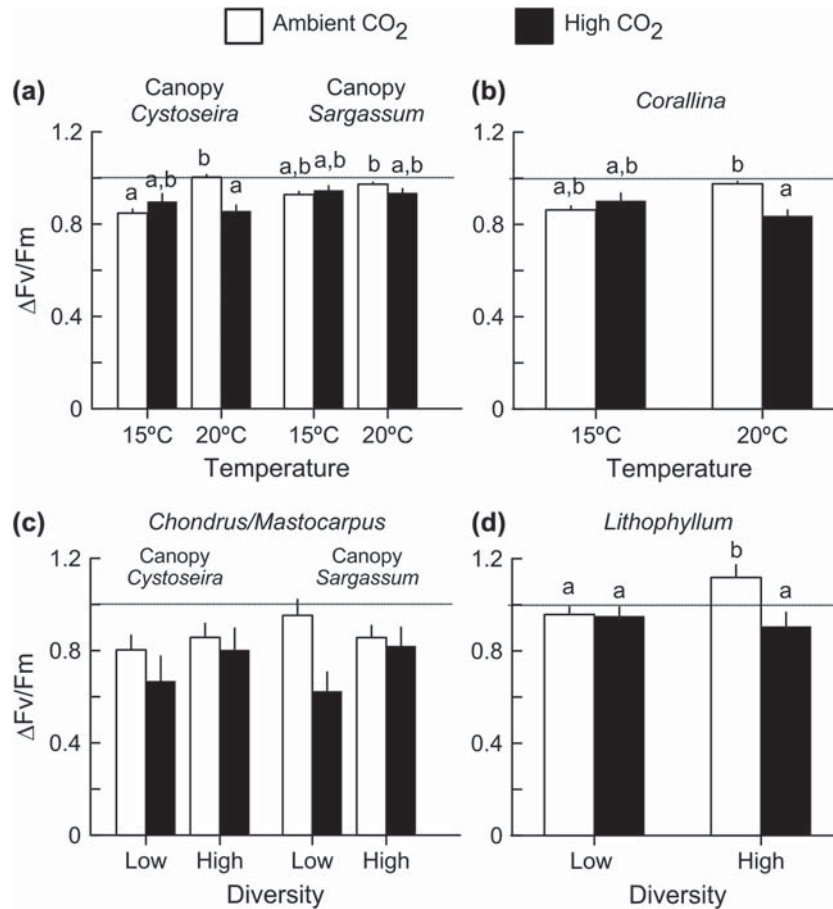 Ambient CO2 High CO2
(a) Canopy Canopy (b) Corallina
Cystoseira Sargassum
1.2 1.2
a a,b b a a,b a,b b a,b a,b a,b b a
0.8 0.8
ΔFv/Fm
0.4 0.4
0 0
15ºC 20ºC 15ºC 20ºC 15ºC 20ºC
Temperature Temperature
(c) Chondrus/Mastocarpus (d) Lithophyllum
Canopy Canopy
Cystoseira Sargassum
1.2 1.2
a a b a
0.8 0.8
ΔFv/Fm
0.4 0.4
0 0
Low High Low High Low High
Diversity Diversity